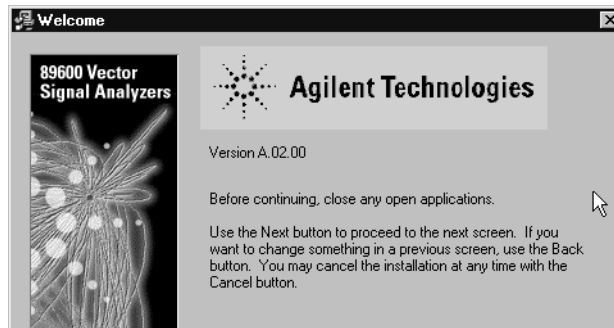 Welcome
89600 Vector
Signal Analyzers
Agilent Technologies
Version A.02.00
Before continuing, close any open applications.
Use the Next button to proceed to the next screen. If you
want to change something in a previous screen, use the Back
button. You may cancel the installation at any time with the
Cancel button.